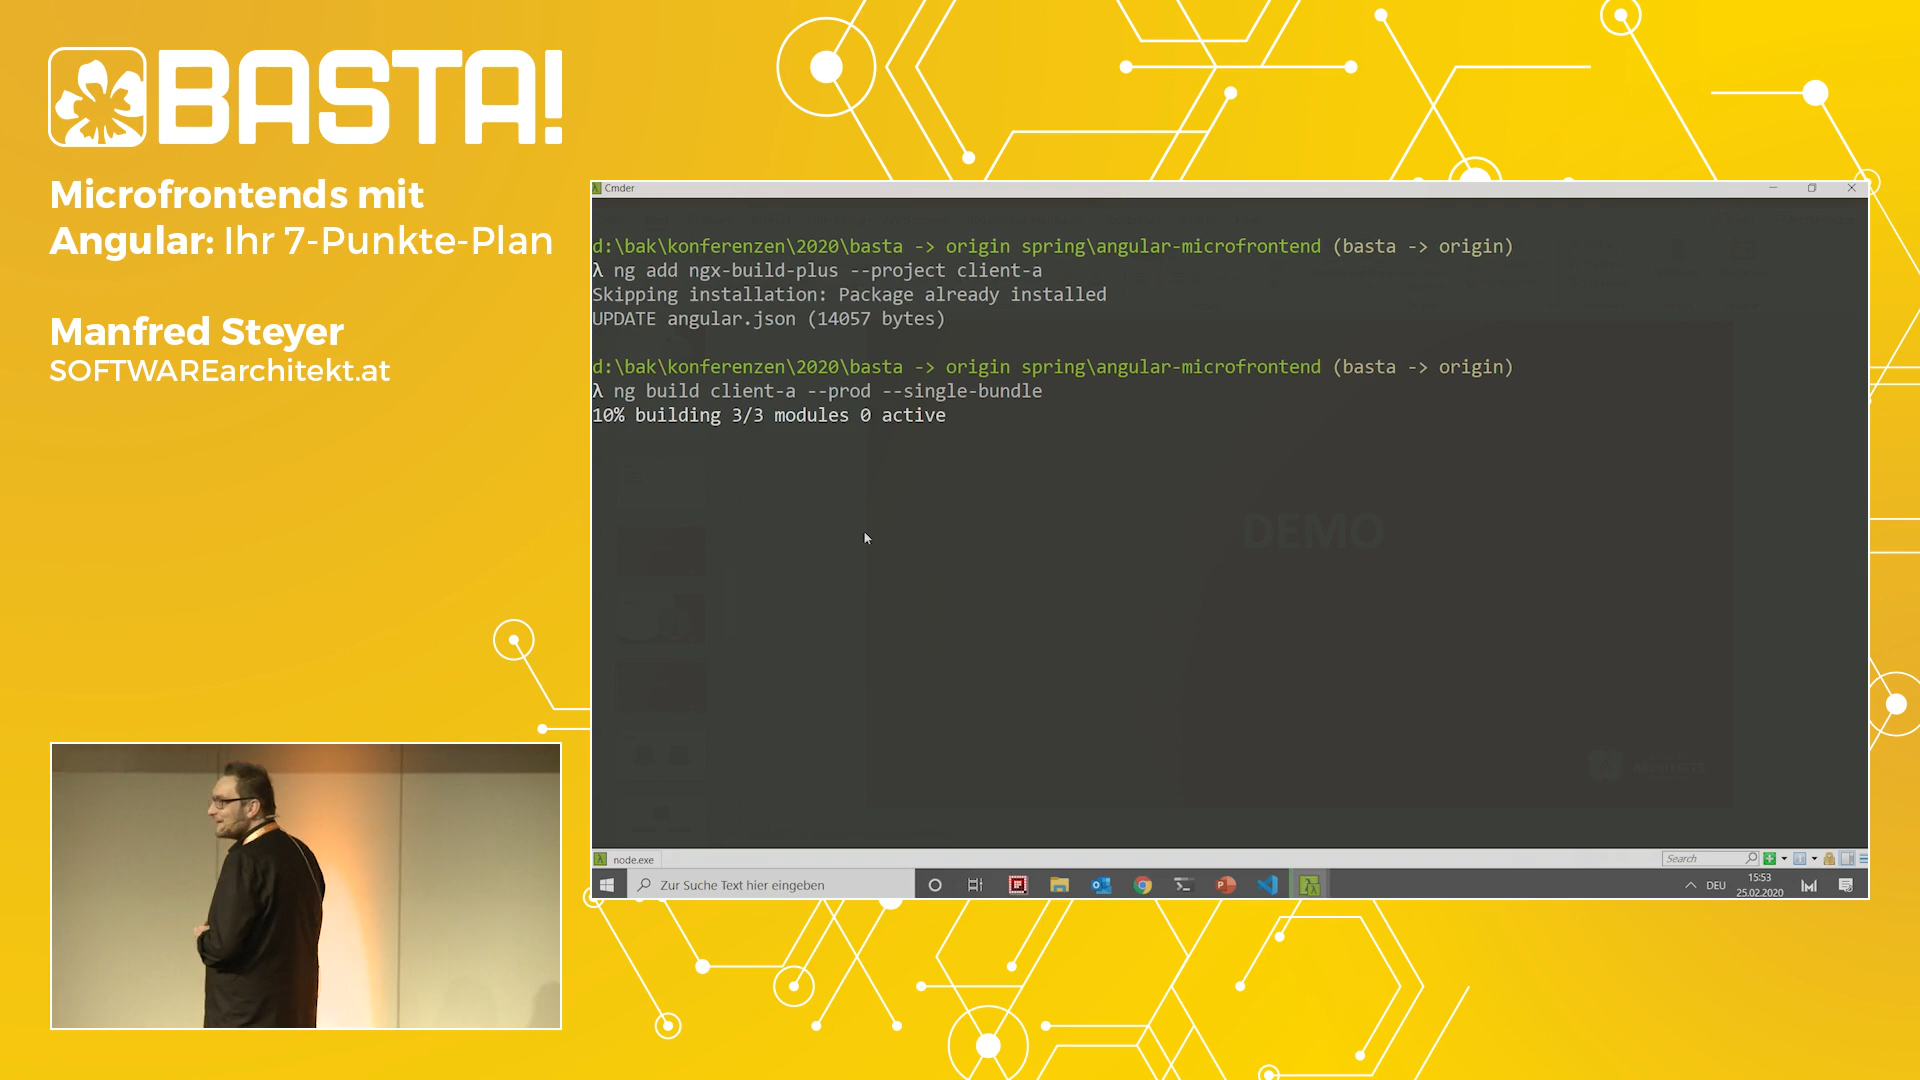 BASTA!
Microfrontends mit
Angular: Ihr 7-Punkte-Plan
Manfred Steyer
SOFTWAREarchitekt.at
Cmder
d:\bak\konferenzen\2020\basta -> origin spring\angular-microfrontend (basta -> origin)
λ ng add ngx-build-plus --project client-a
Skipping installation: Package already installed
UPDATE angular.json (14057 bytes)
d:\bak\konferenzen\2020\basta -> origin spring\angular-microfrontend (basta -> origin)
λ ng build client-a --prod --single-bundle
10% building 3/3 modules 0 active
DEMO
node.exe
Search
Zur Suche Text hier eingeben
DEU
15:53
25.02.2020